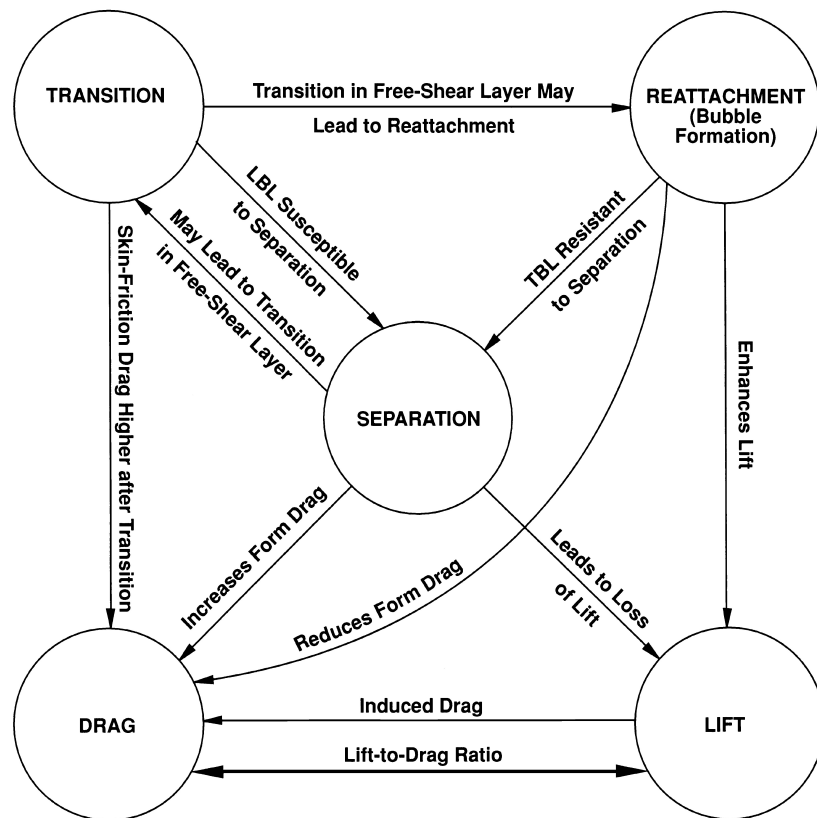 TRANSITION
Transition in Free-Shear Layer May
Lead to Reattachment
REATTACHMENT
(Bubble
Formation)
LBL Susceptible
to Separation
May Lead to Transition
in Free-Shear Layer
TBL Resistant
to Separation
Skin-Friction Drag Higher after Transition
Enhances Lift
SEPARATION
Increases Form Drag
Reduces Form Drag
Leads to Loss
of Lift
DRAG
Induced Drag
Lift-to-Drag Ratio
LIFT